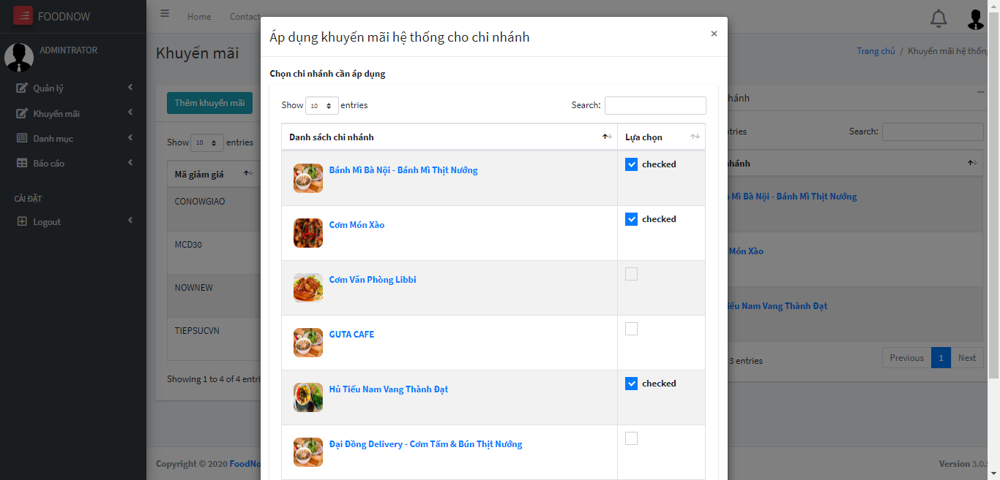 FOODNOW
ADMINTRATOR
Quản lý
Khuyến mãi
Danh mục
Báo cáo
CÀI ĐẶT
Logout
Home Contact
Khuyến mãi
Trang chủ / Khuyến mãi hệ thống
Thêm khuyến mãi
Show 10 entries
Mã giảm giá
CONOWGIAO
MCD30
NOWNEW
TIEPSUCVN
Showing 1 to 4 of 4 entri
Copyright © 2020 FoodNo
Áp dụng khuyến mãi hệ thống cho chi nhánh
×
Chọn chi nhánh cần áp dụng
Show 10 entries
Search:
Danh sách chi nhánh Lựa chọn
Bánh Mì Bà Nội - Bánh Mì Thịt Nướng checked
Cơm Món Xào checked
Cơm Văn Phòng Libbi
GUTA CAFE
Hủ Tiếu Nam Vang Thành Đạt checked
Đại Đồng Delivery - Cơm Tấm & Bún Thịt Nướng
hánh
tries
Search:
hánh
Mì Bà Nội - Bánh Mì Thịt Nướng
Món Xào
iếu Nam Vang Thành Đạt
3 entries
Previous 1 Next
Version 3.0.